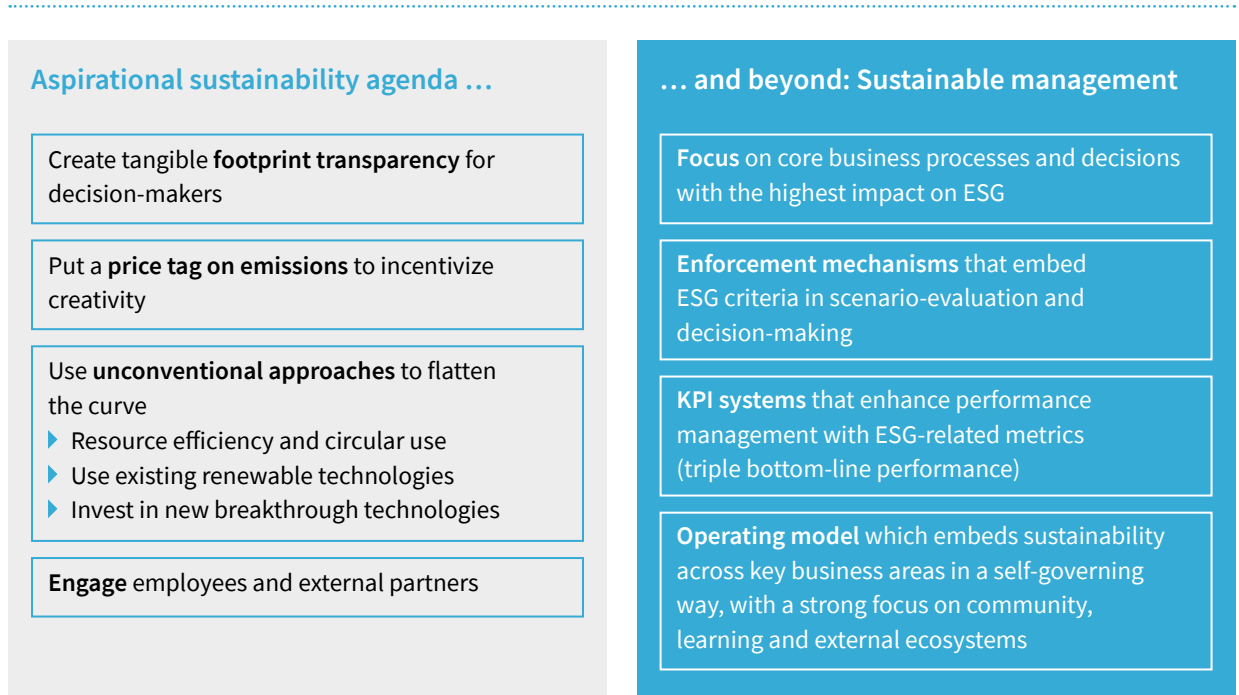 Aspirational sustainability agenda …
Create tangible footprint transparency for
decision-makers
Put a price tag on emissions to incentivize
creativity
Use unconventional approaches to flatten
the curve
Resource efficiency and circular use
Use existing renewable technologies
Invest in new breakthrough technologies
Engage employees and external partners
… and beyond: Sustainable management
Focus on core business processes and decisions
with the highest impact on ESG
Enforcement mechanisms that embed
ESG criteria in scenario-evaluation and
decision-making
KPI systems that enhance performance
management with ESG-related metrics
(triple bottom-line performance)
Operating model which embeds sustainability
across key business areas in a self-governing
way, with a strong focus on community,
learning and external ecosystems